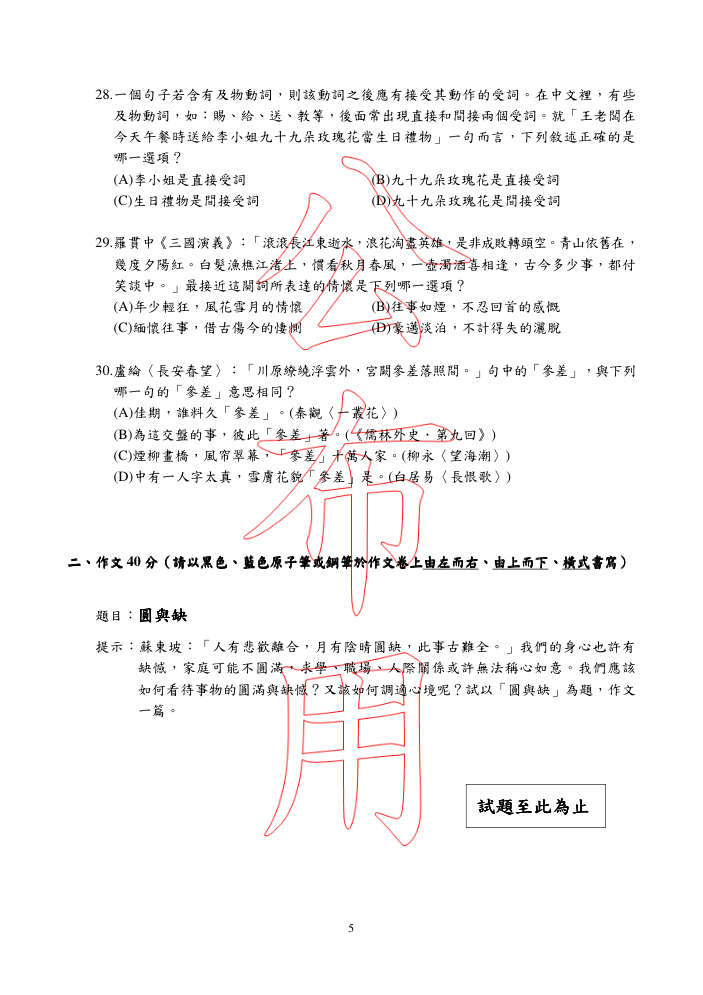 28.一個句子若含有及物動詞，則該動詞之後應有接受其動作的受詞。在中文裡，有些
及物動詞，如：賜、給、送、教等，後面常出現直接和間接兩個受詞。就「王老闆在
今天午餐時送給李小姐九十九朵玫瑰花當生日禮物」一句而言，下列敘述正確的是
哪一選項？
(A)李小姐是直接受詞 (B)九十九朵玫瑰花是直接受詞
(C)生日禮物是間接受詞 (D)九十九朵玫瑰花是間接受詞
29.羅貫中《三國演義》：「滾滾長江東逝水，浪花淘盡英雄，是非成敗轉頭空。青山依舊在，
幾度夕陽紅。白髮漁樵江渚上，慣看秋月春風，一壺濁酒喜相逢，古今多少事，都付
笑談中。」最接近這闋詞所表達的情懷是下列哪一選項？
(A)年少輕狂，風花雪月的情懷 (B)往事如煙，不忍回首的感慨
(C)緬懷往事，借古傷今的悽惻 (D)豪邁淡泊，不計得失的灑脫
30.盧綸〈長安春望〉：「川原繚繞浮雲外，宮闕參差落照間。」句中的「參差」，與下列
哪一句的「參差」意思相同？
(A)佳期，誰料久「參差」。(秦觀〈一叢花〉)
(B)為這交盤的事，彼此「參差」著。(《儒林外史．第九回》)
(C)煙柳畫橋，風帘翠幕，「參差」十萬人家。(柳永〈望海潮〉)
(D)中有一人字太真，雪膚花貌「參差」是。(白居易〈長恨歌〉)
二、作文 40 分（請以黑色、藍色原子筆或鋼筆於作文卷上由左而右、由上而下、橫式書寫）
題目：圓與缺
提示：蘇東坡：「人有悲歡離合，月有陰晴圓缺，此事古難全。」我們的身心也許有
缺憾，家庭可能不圓滿，求學、職場、人際關係或許無法稱心如意。我們應該
如何看待事物的圓滿與缺憾？又該如何調適心境呢？試以「圓與缺」為題，作文
一篇。
試題至此為止
5
公
布
用